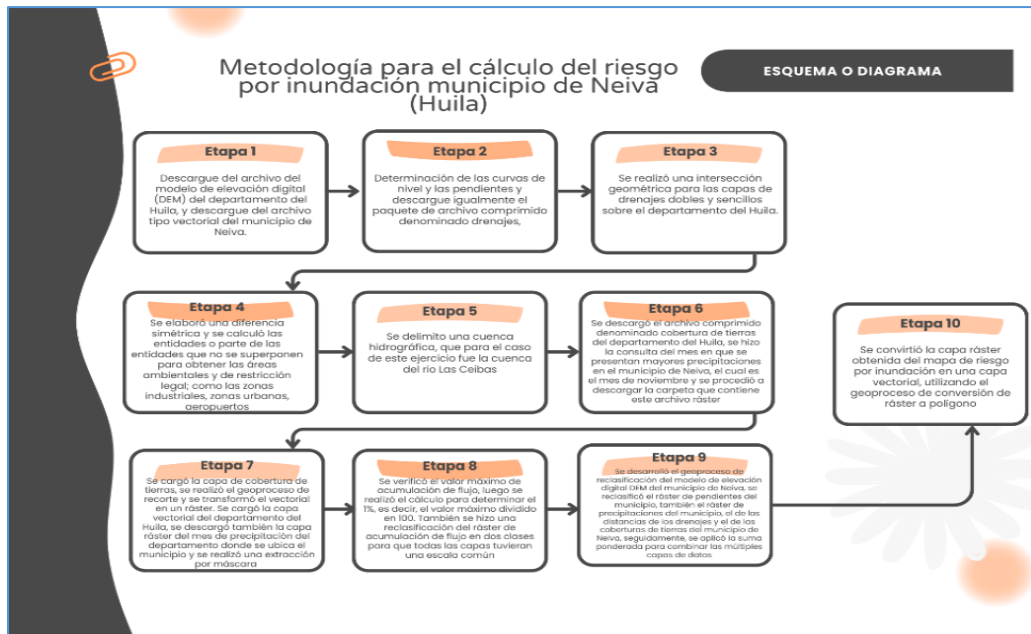 Metodología para el cálculo del riesgo
por inundación municipio de Neiva
(Huila)
ESQUEMA O DIAGRAMA
Etapa 1
Descargue del archivo del
modelo de elevación digital
(DEM) del departamento del
Huila, y descargue del archivo
tipo vectorial del municipio de
Neiva.
Etapa 2
Determinación de las curvas de
nivel y las pendientes y
descargue igualmente el
paquete de archivo comprimido
denominado drenajes,
Etapa 3
Se realizó una intersección
geométrica para las capas de
drenajes dobles y sencillos
sobre el departamento del Huila.
Etapa 4
Se elaboró una diferencia
simétrica y se calculó las
entidades o parte de las
entidades que no se superponen
para obtener las áreas
ambientales y de restricción
legal; como las zonas
industriales, zonas urbanas,
aeropuertos
Etapa 5
Se delimito una cuenca
hidrográfica, que para el caso
de este ejercicio fue la cuenca
del río Las Ceibas
Etapa 6
Se descargó el archivo comprimido
denominado cobertura de tierras
del departamento del Huila, se hizo
la consulta del mes en que se
presentan mayores precipitaciones
en el municipio de Neiva, el cual es
el mes de noviembre y se procedió a
descargar la carpeta que contiene
este archivo ráster
Etapa 7
Se cargó la capa de cobertura de
tierras, se realizó el geoproceso de
recorte y se transformó el vectorial
en un ráster. Se cargó la capa
vectorial del departamento del
Huila, se descargó también la capa
ráster del mes de precipitación del
departamento donde se ubica el
municipio y se realizó una extracción
por máscara
Etapa 8
Se verificó el valor máximo de
acumulación de flujo, luego se
realizó el cálculo para determinar el
1%, es decir, el valor máximo dividido
en 100. También se hizo una
reclasificación del ráster de
acumulación de flujo en dos clases
para que todas las capas tuvieran
una escala común
Etapa 9
Se desarrolló el geoproceso de
reclasificación del modelo de elevación
digital DEM del municipio de Neiva, se
reclasificó el ráster de pendientes del
municipio, también el ráster de
precipitaciones del municipio, el de las
distancias de los drenajes y el de las
coberturas de tierras del municipio de
Neiva, seguidamente, se aplicó la suma
ponderada para combinar las múltiples
capas de datos
Etapa 10
Se convirtió la capa ráster
obtenida del mapa de riesgo
por inundación en una capa
vectorial, utilizando el
geoproceso de conversión de
ráster a polígono